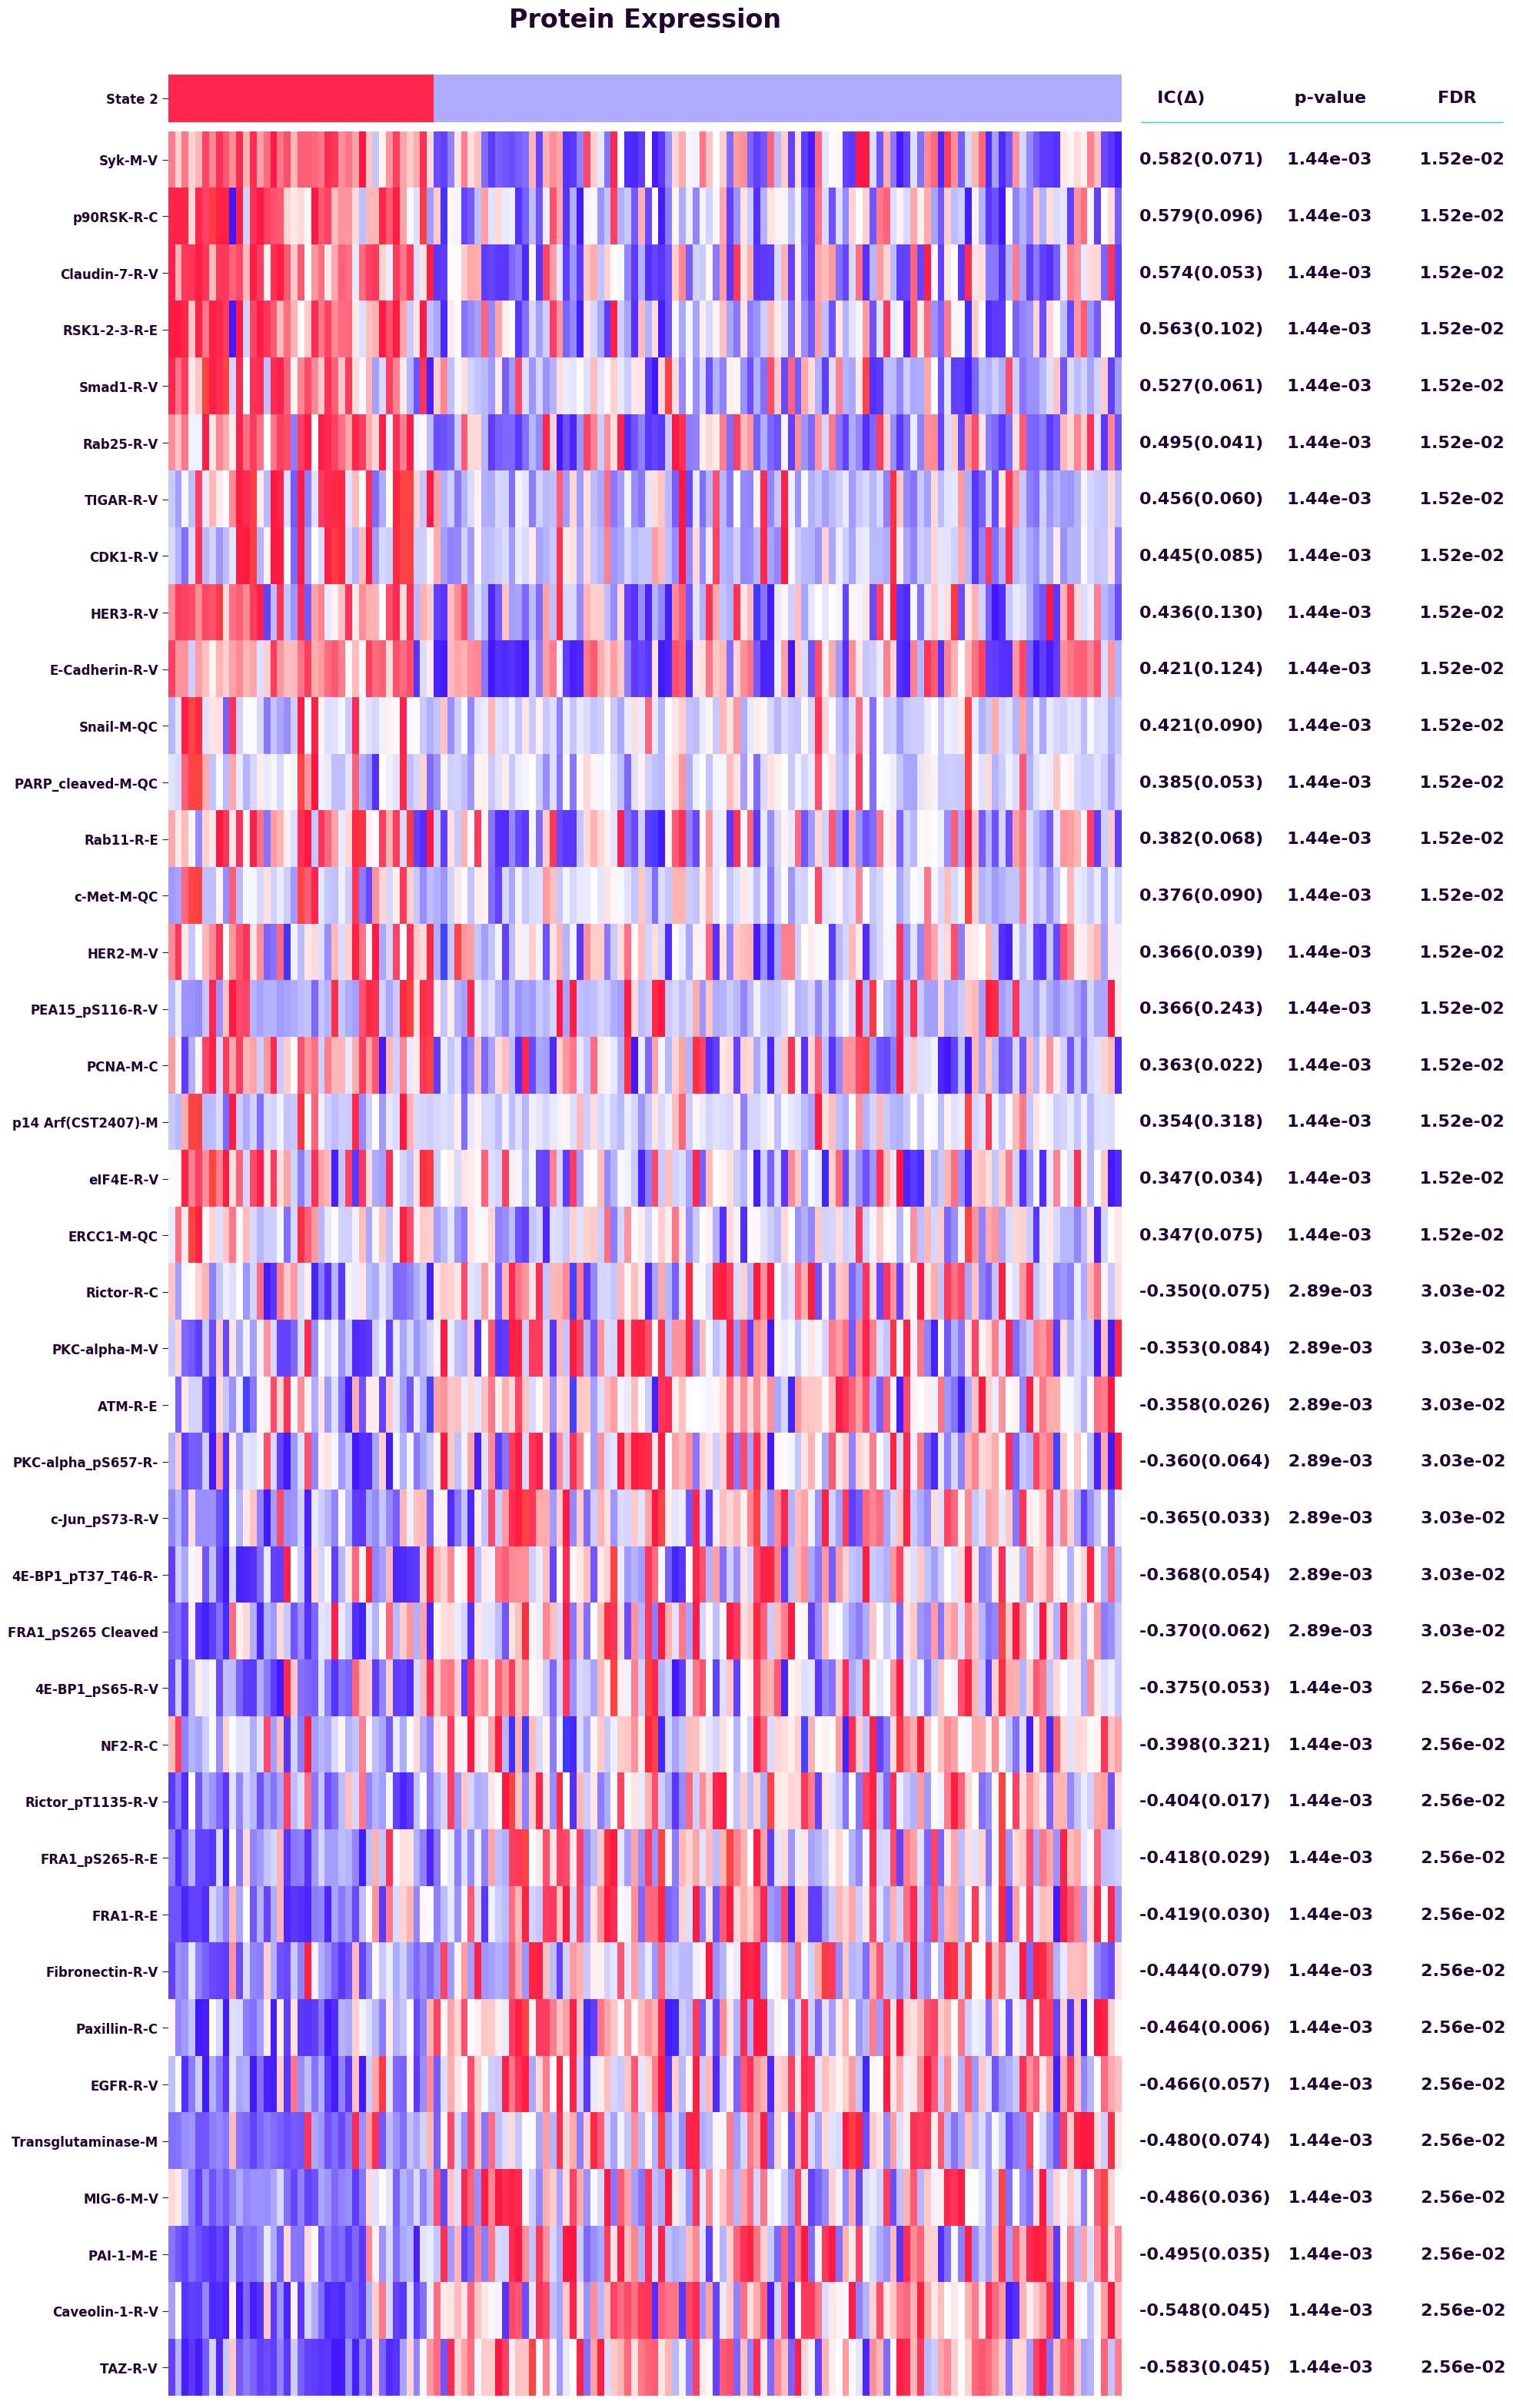 Protein Expression
State 2 IC(Δ) p-value FDR
Syk-M-V 0.582(0.071) 1.44e-03 1.52e-02
p90RSK-R-C 0.579(0.096) 1.44e-03 1.52e-02
Claudin-7-R-V 0.574(0.053) 1.44e-03 1.52e-02
RSK1-2-3-R-E 0.563(0.102) 1.44e-03 1.52e-02
Smad1-R-V 0.527(0.061) 1.44e-03 1.52e-02
Rab25-R-V 0.495(0.041) 1.44e-03 1.52e-02
TIGAR-R-V 0.456(0.060) 1.44e-03 1.52e-02
CDK1-R-V 0.445(0.085) 1.44e-03 1.52e-02
HER3-R-V 0.436(0.130) 1.44e-03 1.52e-02
E-Cadherin-R-V 0.421(0.124) 1.44e-03 1.52e-02
Snail-M-QC 0.421(0.090) 1.44e-03 1.52e-02
PARP_cleaved-M-QC 0.385(0.053) 1.44e-03 1.52e-02
Rab11-R-E 0.382(0.068) 1.44e-03 1.52e-02
c-Met-M-QC 0.376(0.090) 1.44e-03 1.52e-02
HER2-M-V 0.366(0.039) 1.44e-03 1.52e-02
PEA15_pS116-R-V 0.366(0.243) 1.44e-03 1.52e-02
PCNA-M-C 0.363(0.022) 1.44e-03 1.52e-02
p14 Arf(CST2407)-M 0.354(0.318) 1.44e-03 1.52e-02
eIF4E-R-V 0.347(0.034) 1.44e-03 1.52e-02
ERCC1-M-QC 0.347(0.075) 1.44e-03 1.52e-02
Rictor-R-C -0.350(0.075) 2.89e-03 3.03e-02
PKC-alpha-M-V -0.353(0.084) 2.89e-03 3.03e-02
ATM-R-E -0.358(0.026) 2.89e-03 3.03e-02
PKC-alpha_pS657-R- -0.360(0.064) 2.89e-03 3.03e-02
c-Jun_pS73-R-V -0.365(0.033) 2.89e-03 3.03e-02
4E-BP1_pT37_T46-R- -0.368(0.054) 2.89e-03 3.03e-02
FRA1_pS265 Cleaved -0.370(0.062) 2.89e-03 3.03e-02
4E-BP1_pS65-R-V -0.375(0.053) 1.44e-03 2.56e-02
NF2-R-C -0.398(0.321) 1.44e-03 2.56e-02
Rictor_pT1135-R-V -0.404(0.017) 1.44e-03 2.56e-02
FRA1_pS265-R-E -0.418(0.029) 1.44e-03 2.56e-02
FRA1-R-E -0.419(0.030) 1.44e-03 2.56e-02
Fibronectin-R-V -0.444(0.079) 1.44e-03 2.56e-02
Paxillin-R-C -0.464(0.006) 1.44e-03 2.56e-02
EGFR-R-V -0.466(0.057) 1.44e-03 2.56e-02
Transglutaminase-M -0.480(0.074) 1.44e-03 2.56e-02
MIG-6-M-V -0.486(0.036) 1.44e-03 2.56e-02
PAI-1-M-E -0.495(0.035) 1.44e-03 2.56e-02
Caveolin-1-R-V -0.548(0.045) 1.44e-03 2.56e-02
TAZ-R-V -0.583(0.045) 1.44e-03 2.56e-02